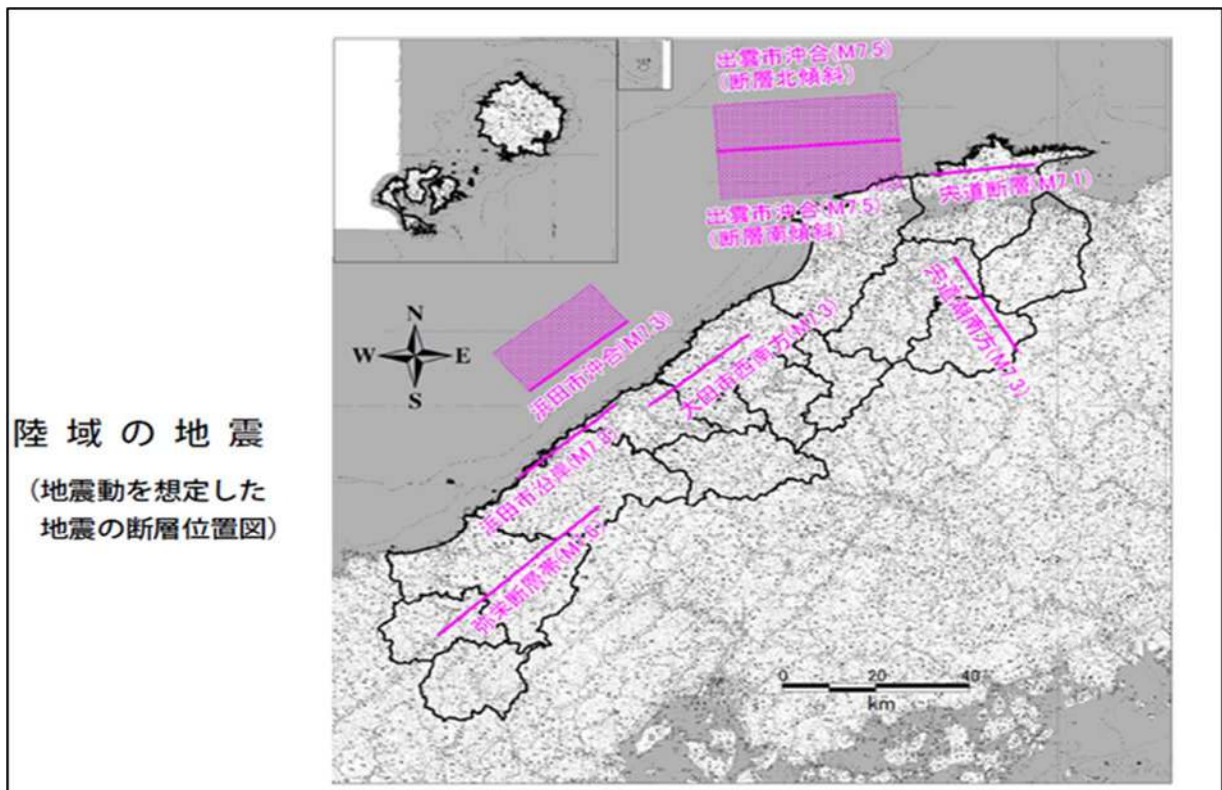 陸域の地震
（地震動を想定した
地震の断層位置図）
出雲市沖合(M7.5)
(断層北傾斜)
出雲市沖合(M7.5)
(断層南傾斜)
宍道断層(M7.1)
宍道湖南方(M7.3)
大田市西南方(M7.3)
浜田市沖合(M7.3)
浜田市沿岸(M7.3)
弥栄断層帯(M7.6)
N
W
E
S
0 20 40
km